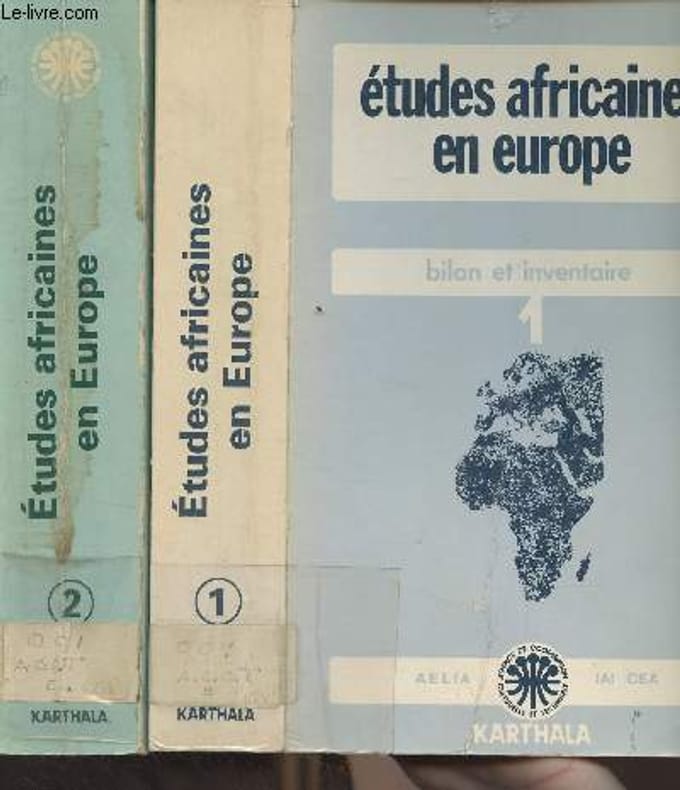 Le-livre.com
Études africaines
en Europe
2
KARTHALA
Études africaines
en Europe
1
KARTHALA
études africaine
en europe
bilan et inventaire
1
AELIA
IAI CEA
KARTHALA